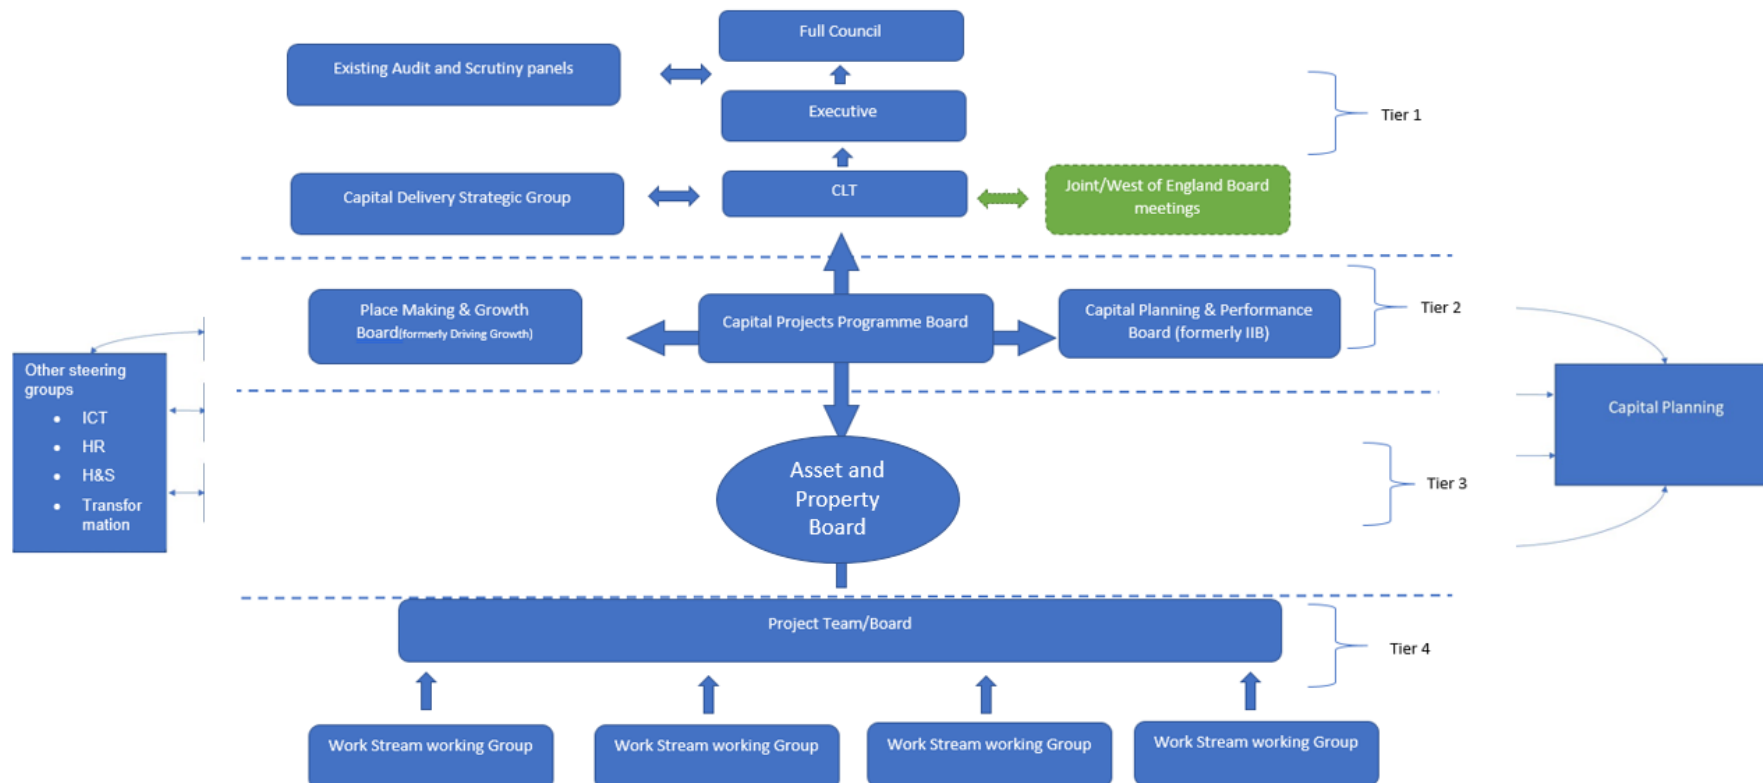 Full Council
Existing Audit and Scrutiny panels
Executive
Tier 1
Capital Delivery Strategic Group
CLT
Joint/West of England Board
meetings
Place Making & Growth
Board(formerly Driving Growth)
Capital Projects Programme Board
Capital Planning & Performance
Board (formerly IIB)
Tier 2
Other steering
groups
• ICT
• HR
• H&S
• Transfor
mation
Capital Planning
Asset and
Property
Board
Tier 3
Project Team/Board
Tier 4
Work Stream working Group
Work Stream working Group
Work Stream working Group
Work Stream working Group